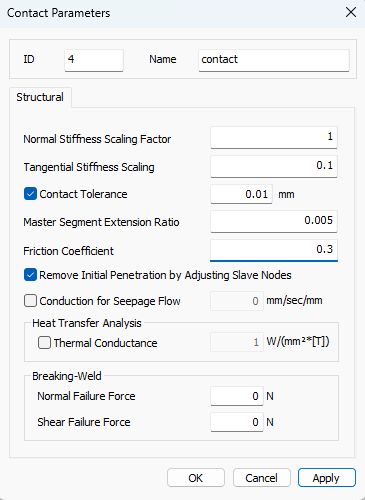 Contact Parameters
ID 4 Name contact
Structural
Normal Stiffness Scaling Factor 1
Tangential Stiffness Scaling 0.1
Contact Tolerance 0.01 mm
Master Segment Extension Ratio 0.005
Friction Coefficient 0.3
Remove Initial Penetration by Adjusting Slave Nodes
Conduction for Seepage Flow 0 mm/sec/mm
Heat Transfer Analysis
Thermal Conductance 1 W/(mm²*[T])
Breaking-Weld
Normal Failure Force 0 N
Shear Failure Force 0 N
OK Cancel Apply